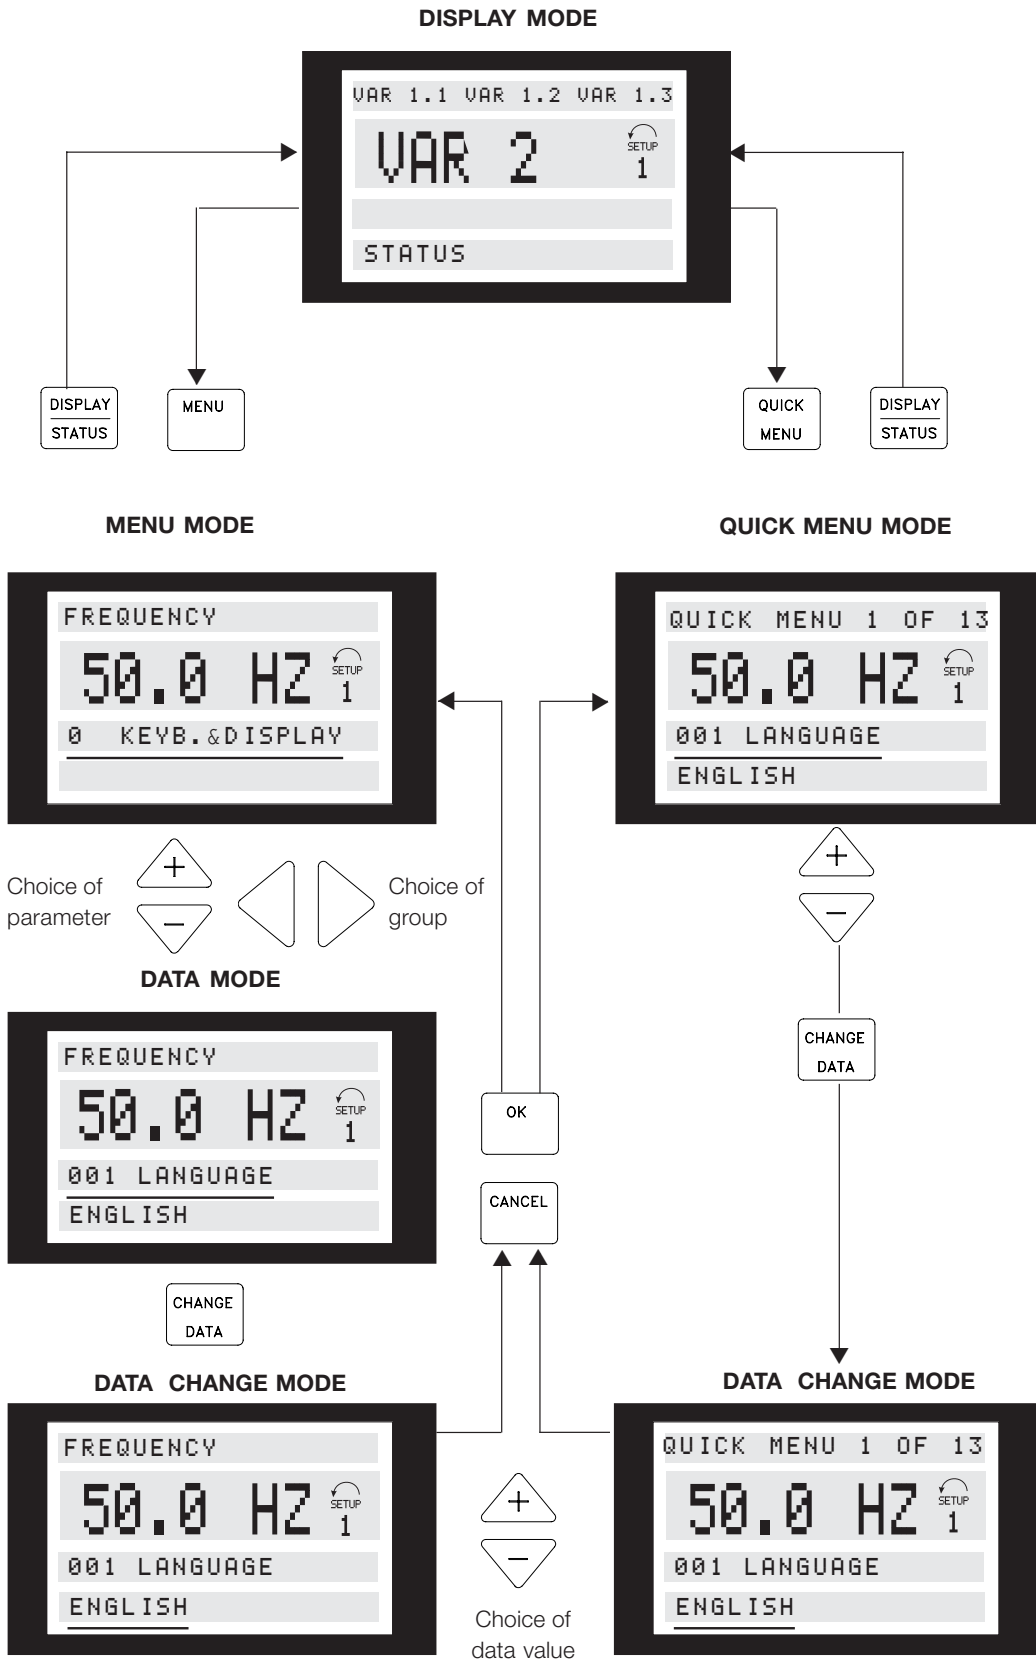 DISPLAY MODE
VAR 1.1 VAR 1.2 VAR 1.3
VAR 2
SETUP
1
STATUS
DISPLAY
STATUS
MENU
QUICK
MENU
DISPLAY
STATUS
MENU MODE
FREQUENCY
50.0 HZ
SETUP
1
0 KEYB.&DISPLAY
QUICK MENU MODE
QUICK MENU 1 OF 13
50.0 HZ
SETUP
1
001 LANGUAGE
ENGLISH
Choice of
parameter
+
−
Choice of
group
+
−
DATA MODE
FREQUENCY
50.0 HZ
SETUP
1
001 LANGUAGE
ENGLISH
CHANGE
DATA
OK
CANCEL
CHANGE
DATA
DATA CHANGE MODE
FREQUENCY
50.0 HZ
SETUP
1
001 LANGUAGE
ENGLISH
+
−
Choice of
data value
DATA CHANGE MODE
QUICK MENU 1 OF 13
50.0 HZ
SETUP
1
001 LANGUAGE
ENGLISH